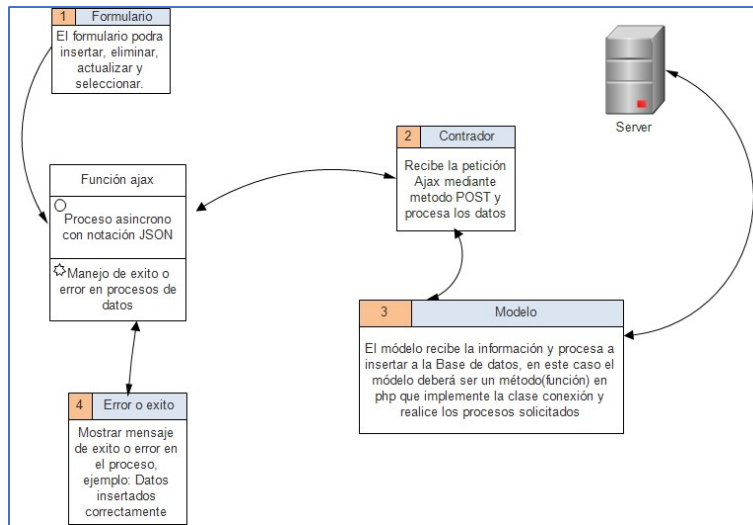 1 Formulario
El formulario podra
insertar, eliminar,
actualizar y
seleccionar.
Server
2 Contrador
Recibe la petición
Ajax mediante
metodo POST y
procesa los datos
Función ajax
Proceso asincrono
con notación JSON
Manejo de exito o
error en procesos de
datos
3 Modelo
El módelo recibe la información y procesa a
insertar a la Base de datos, en este caso el
módelo deberá ser un método(función) en
php que implemente la clase conexión y
realice los procesos solicitados
4 Error o exito
Mostrar mensaje
de exito o error en
el proceso,
ejemplo: Datos
insertados
correctamente